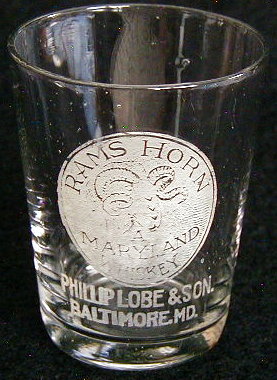 RAMS HORN
MARYLAND
WHISKEY
PHILLIP LOBE & SON.
BALTIMORE, MD.